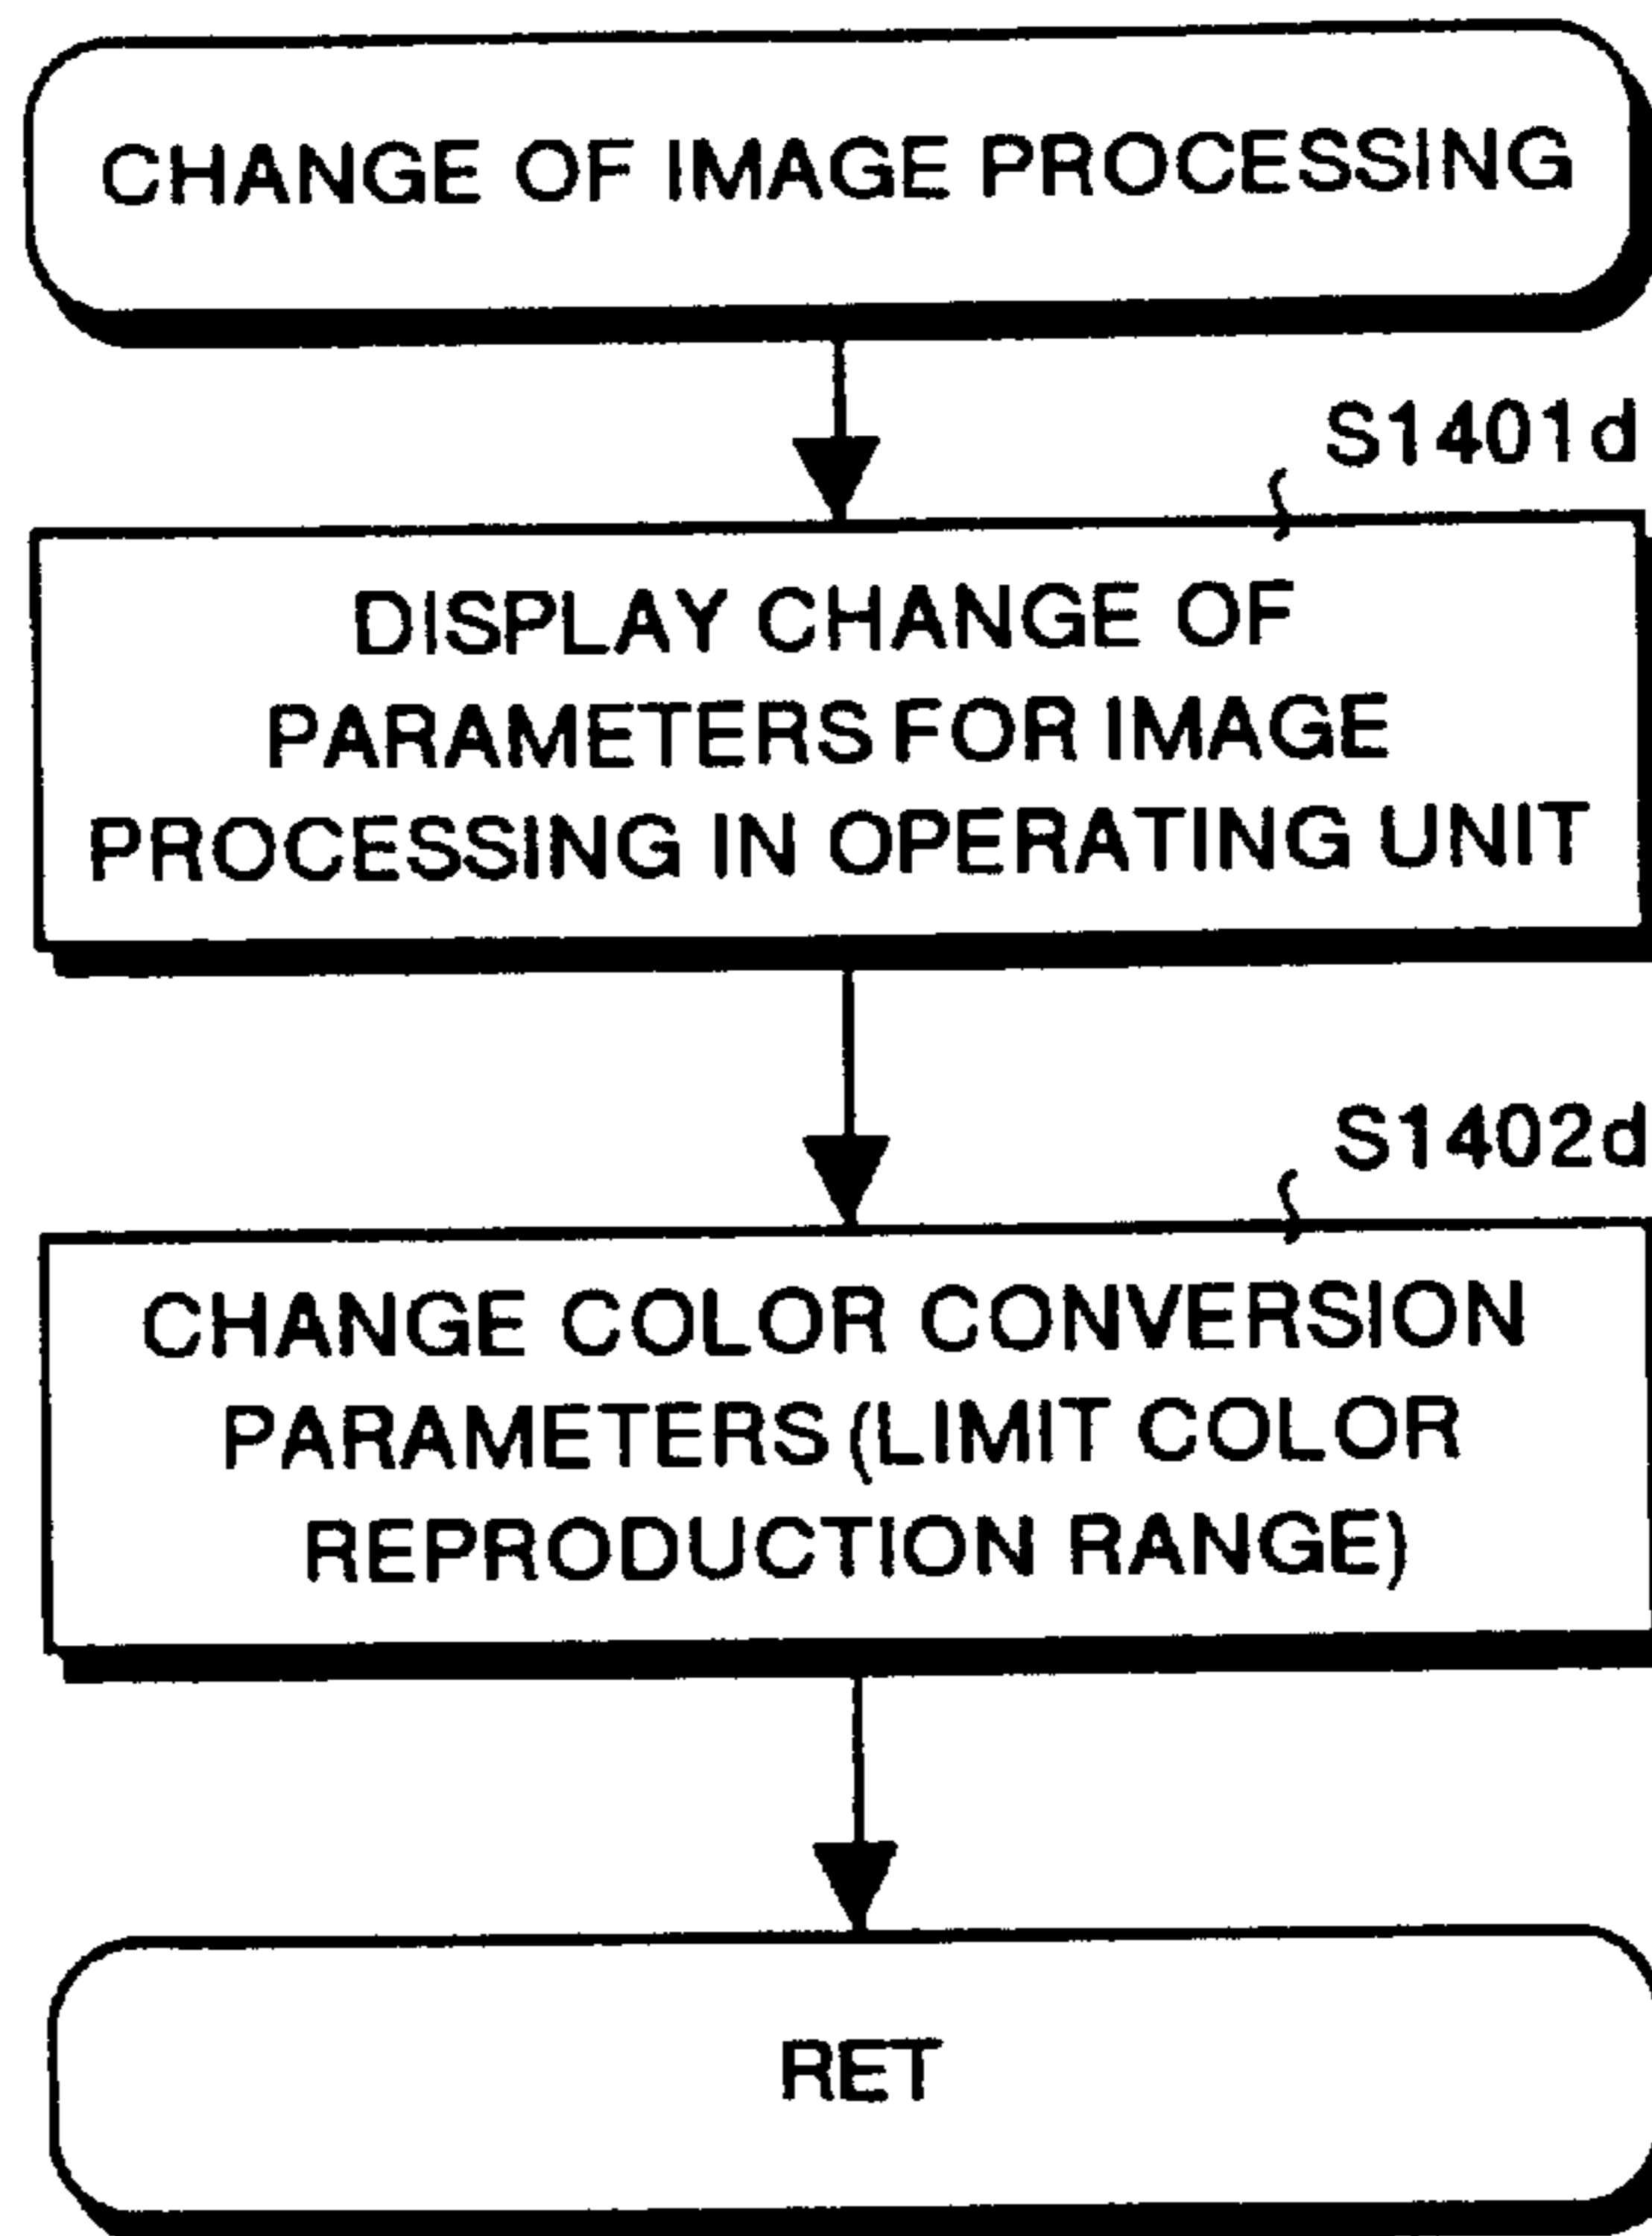 CHANGE OF IMAGE PROCESSING
S1401d
DISPLAY CHANGE OF
PARAMETERS FOR IMAGE
PROCESSING IN OPERATING UNIT
S1402d
CHANGE COLOR CONVERSION
PARAMETERS (LIMIT COLOR
REPRODUCTION RANGE)
RET